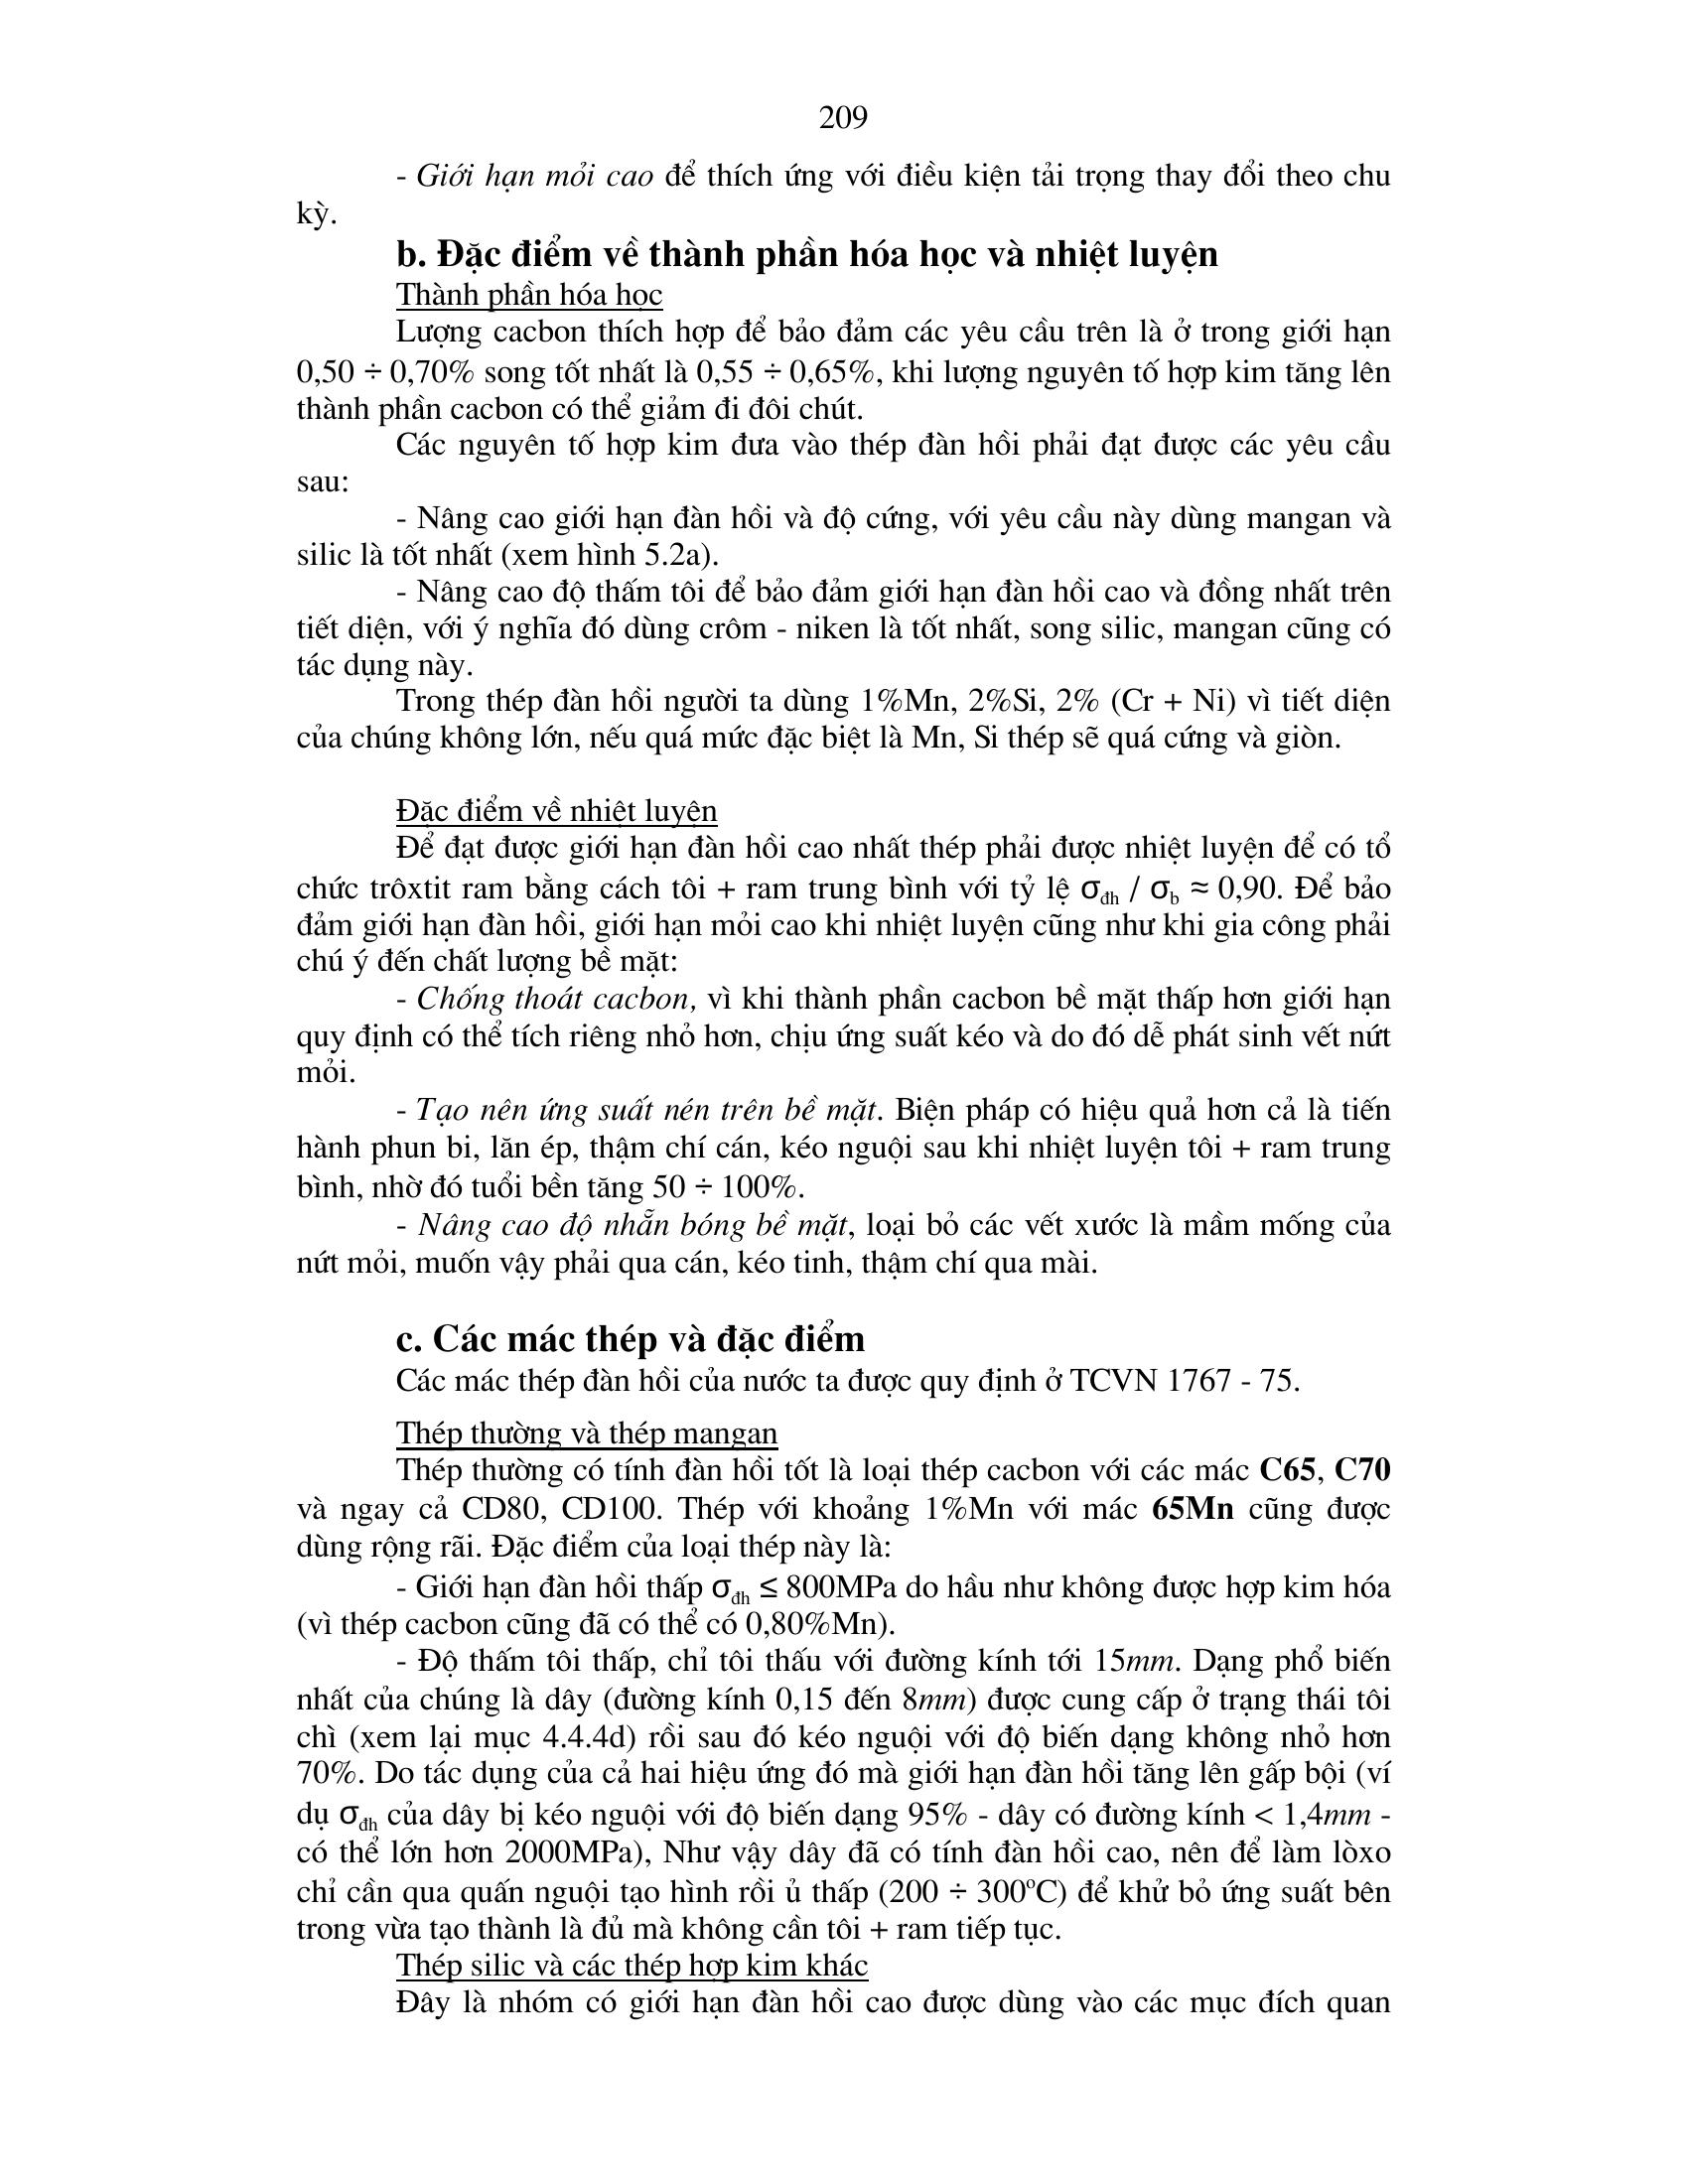 209
- Giới hạn mỏi cao để thích ứng với điều kiện tải trọng thay đổi theo chu
kỳ.
b. Đặc điểm về thành phần hóa học và nhiệt luyện
Thành phần hóa học
Lượng cacbon thích hợp để bảo đảm các yêu cầu trên là ở trong giới hạn
0,50 ÷ 0,70% song tốt nhất là 0,55 ÷ 0,65%, khi lượng nguyên tố hợp kim tăng lên
thành phần cacbon có thể giảm đi đôi chút.
Các nguyên tố hợp kim đưa vào thép đàn hồi phải đạt được các yêu cầu
sau:
- Nâng cao giới hạn đàn hồi và độ cứng, với yêu cầu này dùng mangan và
silic là tốt nhất (xem hình 5.2a).
- Nâng cao độ thấm tôi để bảo đảm giới hạn đàn hồi cao và đồng nhất trên
tiết diện, với ý nghĩa đó dùng crôm - niken là tốt nhất, song silic, mangan cũng có
tác dụng này.
Trong thép đàn hồi người ta dùng 1%Mn, 2%Si, 2% (Cr + Ni) vì tiết diện
của chúng không lớn, nếu quá mức đặc biệt là Mn, Si thép sẽ quá cứng và giòn.
Đặc điểm về nhiệt luyện
Để đạt được giới hạn đàn hồi cao nhất thép phải được nhiệt luyện để có tổ
chức trôxtit ram bằng cách tôi + ram trung bình với tỷ lệ σđh / σb ≈ 0,90. Để bảo
đảm giới hạn đàn hồi, giới hạn mỏi cao khi nhiệt luyện cũng như khi gia công phải
chú ý đến chất lượng bề mặt:
- Chống thoát cacbon, vì khi thành phần cacbon bề mặt thấp hơn giới hạn
quy định có thể tích riêng nhỏ hơn, chịu ứng suất kéo và do đó dễ phát sinh vết nứt
mỏi.
- Tạo nên ứng suất nén trên bề mặt. Biện pháp có hiệu quả hơn cả là tiến
hành phun bi, lăn ép, thậm chí cán, kéo nguội sau khi nhiệt luyện tôi + ram trung
bình, nhờ đó tuổi bền tăng 50 ÷ 100%.
- Nâng cao độ nhẵn bóng bề mặt, loại bỏ các vết xước là mầm mống của
nứt mỏi, muốn vậy phải qua cán, kéo tinh, thậm chí qua mài.
c. Các mác thép và đặc điểm
Các mác thép đàn hồi của nước ta được quy định ở TCVN 1767 - 75.
Thép thường và thép mangan
Thép thường có tính đàn hồi tốt là loại thép cacbon với các mác C65, C70
và ngay cả CD80, CD100. Thép với khoảng 1%Mn với mác 65Mn cũng được
dùng rộng rãi. Đặc điểm của loại thép này là:
- Giới hạn đàn hồi thấp σđh ≤ 800MPa do hầu như không được hợp kim hóa
(vì thép cacbon cũng đã có thể có 0,80%Mn).
- Độ thấm tôi thấp, chỉ tôi thấu với đường kính tới 15mm. Dạng phổ biến
nhất của chúng là dây (đường kính 0,15 đến 8mm) được cung cấp ở trạng thái tôi
chì (xem lại mục 4.4.4d) rồi sau đó kéo nguội với độ biến dạng không nhỏ hơn
70%. Do tác dụng của cả hai hiệu ứng đó mà giới hạn đàn hồi tăng lên gấp bội (ví
dụ σđh của dây bị kéo nguội với độ biến dạng 95% - dây có đường kính < 1,4mm -
có thể lớn hơn 2000MPa), Như vậy dây đã có tính đàn hồi cao, nên để làm lòxo
chỉ cần qua quấn nguội tạo hình rồi ủ thấp (200 ÷ 300ºC) để khử bỏ ứng suất bên
trong vừa tạo thành là đủ mà không cần tôi + ram tiếp tục.
Thép silic và các thép hợp kim khác
Đây là nhóm có giới hạn đàn hồi cao được dùng vào các mục đích quan